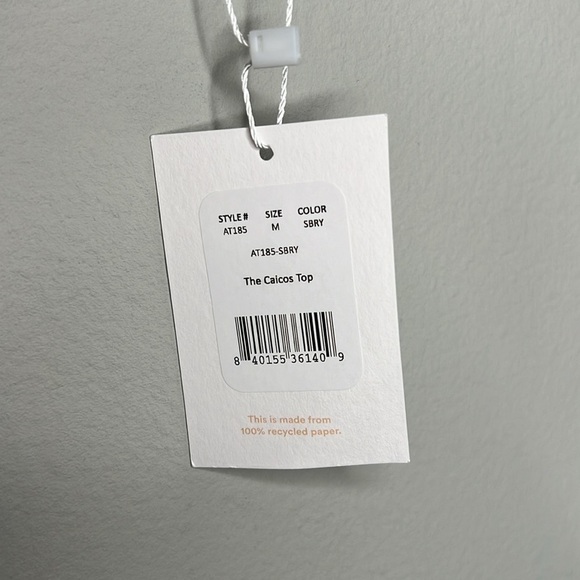 STYLE # SIZE COLOR
AT185 M SBRY
AT185-SBRY
The Caicos Top
8 40155 36140 9
This is made from
100% recycled paper.